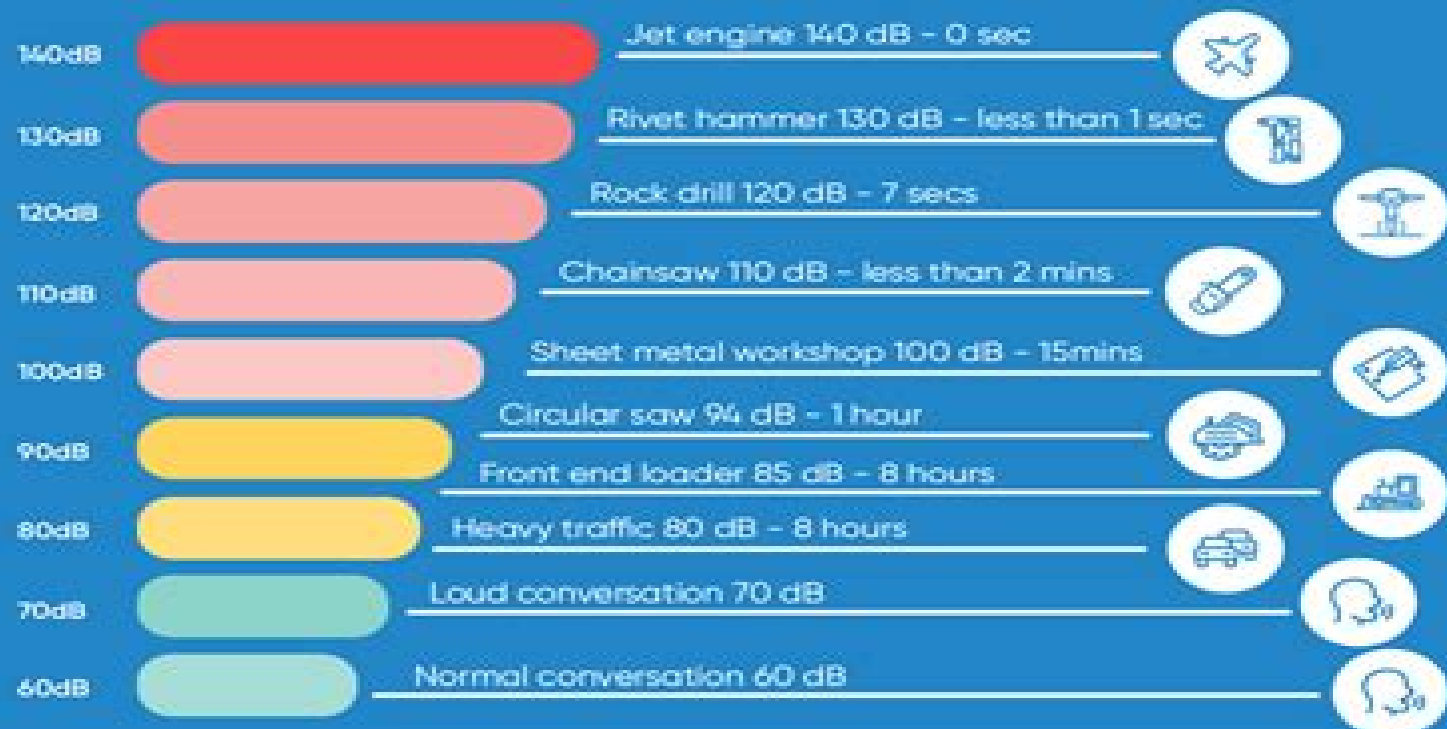 140dB
Jet engine 140 dB - 0 sec
130dB
Rivet hammer 130 dB - less than 1 sec
120dB
Rock drill 120 dB - 7 secs
110dB
Chainsaw 110 dB - less than 2 mins
100dB
Sheet metal workshop 100 dB - 15mins
Circular saw 94 dB - 1 hour
90dB
Front end loader 85 dB - 8 hours
80dB
Heavy traffic 80 dB - 8 hours
70dB
Loud conversation 70 dB
60dB
Normal conversation 60 dB